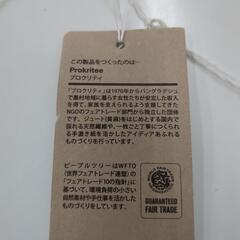 この製品をつくったのは…
Prokritee
プロクリティ
「プロクリティ」は1970年からバングラデシュ
で農村地域に暮らす女性たちが安定した収入
を得て、家族を支えられるよう支援してきた
NGOのフェアトレード部門から独立した団体
です。ジュート(黄麻)をはじめとする国内で
採れる天然繊維や、一枚ごと丁寧につくられ
る手書き紙を活かしたアイディアあふれる
ものづくりを行っています。
ピープルツリーはWFTO
(世界フェアトレード連盟)の
「フェアトレード10の指針」に
基づいて、環境負荷の小さい
自然素材や手仕事を活かした
ものづくりをしています。
GUARANTEED
FAIR TRADE